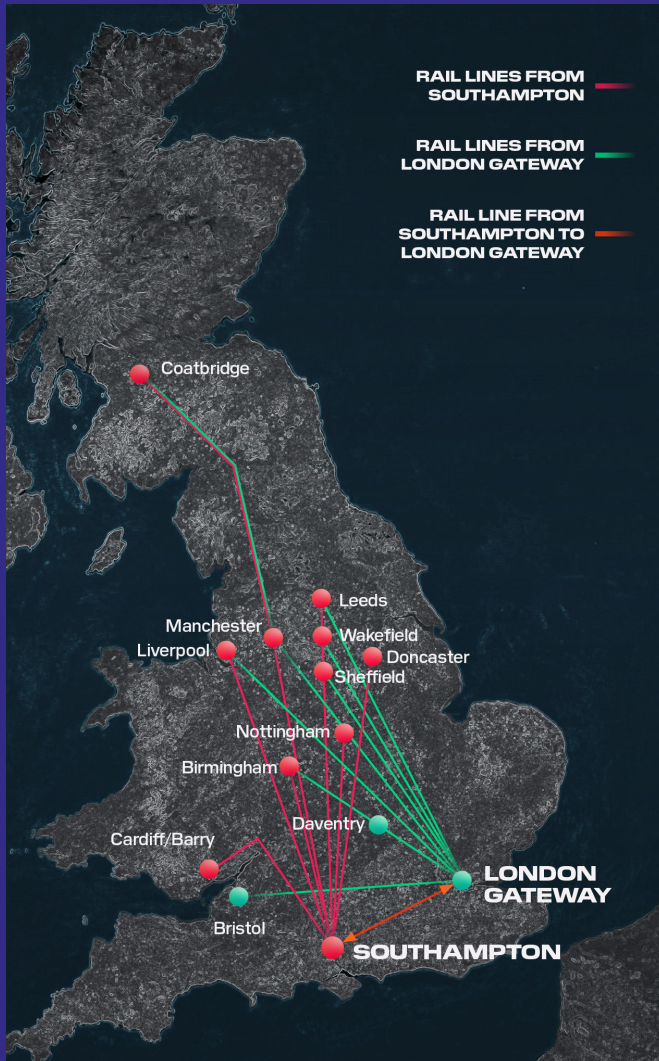 RAIL LINES FROM
SOUTHAMPTON
RAIL LINES FROM
LONDON GATEWAY
RAIL LINE FROM
SOUTHAMPTON TO
LONDON GATEWAY
Coatbridge
Leeds
Manchester
Wakefield
Liverpool
Doncaster
Sheffield
Nottingham
Birmingham
Daventry
Cardiff/Barry
LONDON
GATEWAY
Bristol
SOUTHAMPTON